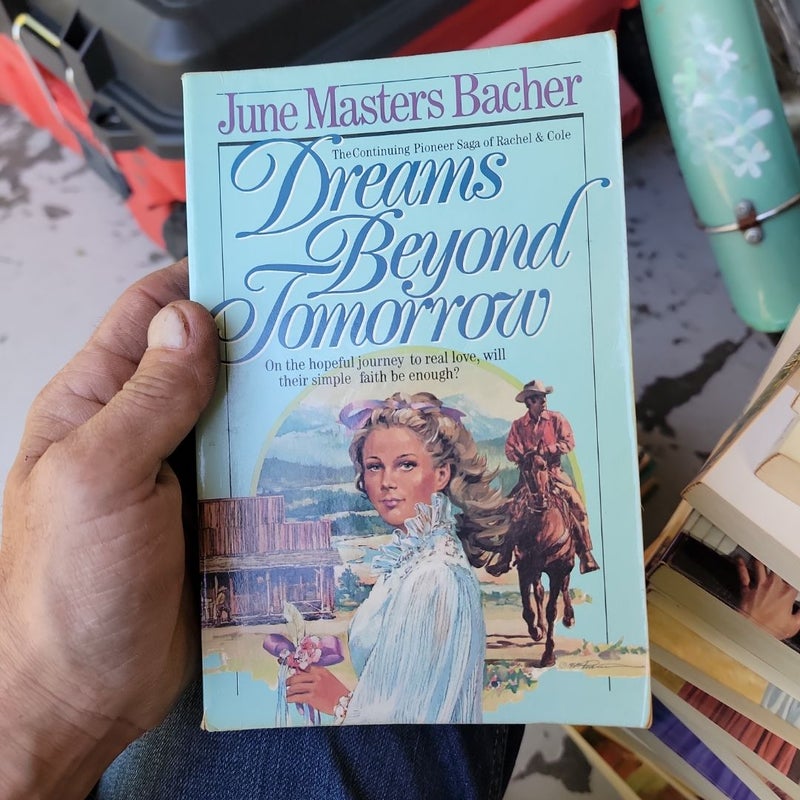 June Masters Bacher
The Continuing Pioneer Saga of Rachel & Cole
Dreams
Beyond
Tomorrow
On the hopeful journey to real love, will
their simple faith be enough?